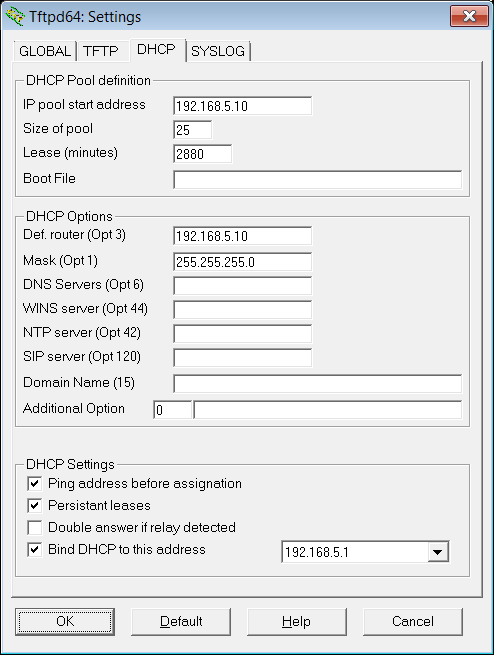 Tftpd64: Settings
GLOBAL TFTP DHCP SYSLOG
DHCP Pool definition
IP pool start address 192.168.5.10
Size of pool 25
Lease (minutes) 2880
Boot File
DHCP Options
Def. router (Opt 3) 192.168.5.10
Mask (Opt 1) 255.255.255.0
DNS Servers (Opt 6)
WINS server (Opt 44)
NTP server (Opt 42)
SIP server (Opt 120)
Domain Name (15)
Additional Option 0
DHCP Settings
Ping address before assignation
Persistant leases
Double answer if relay detected
Bind DHCP to this address 192.168.5.1
OK Default Help Cancel